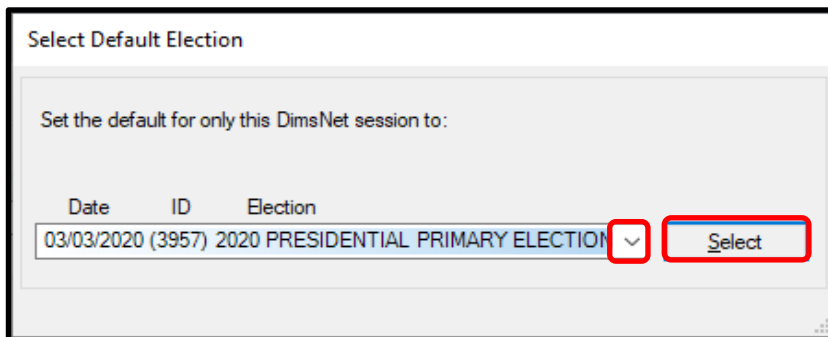 Select Default Election
Set the default for only this DimsNet session to:
Date ID Election
03/03/2020 (3957) 2020 PRESIDENTIAL PRIMARY ELECTION
Select